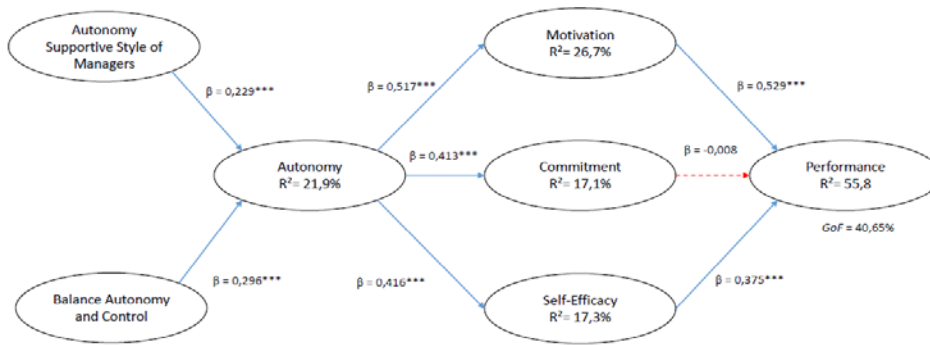 Autonomy
Supportive Style of
Managers
Motivation
R²= 26,7%
β = 0,229***
β = 0,517***
β = 0,529***
Autonomy
R²= 21,9%
β = 0,413***
Commitment
R²= 17,1%
β = -0,008
Performance
R²= 55,8
GoF = 40,65%
β = 0,296***
β = 0,416***
β = 0,375***
Balance Autonomy
and Control
Self-Efficacy
R²= 17,3%